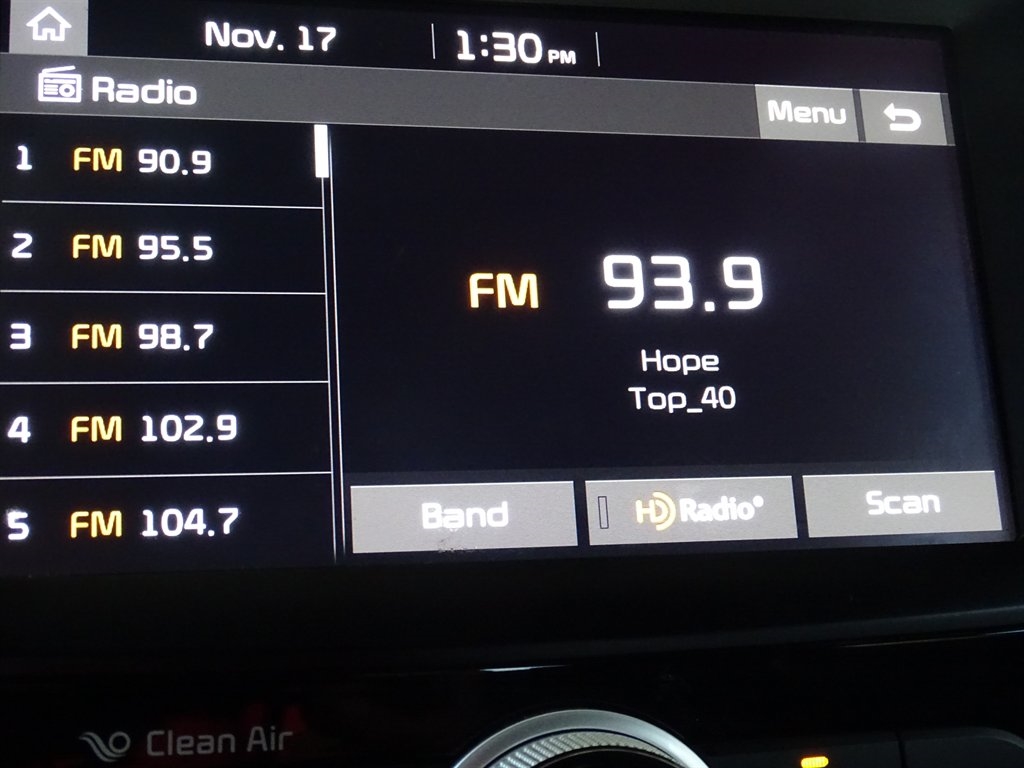 Nov. 17 1:30 PM
Radio
Menu
1 FM 90.9
2 FM 95.5
3 FM 98.7
4 FM 102.9
5 FM 104.7
FM 93.9
Hope
Top_40
Band
HD Radio®
Scan
Clean Air